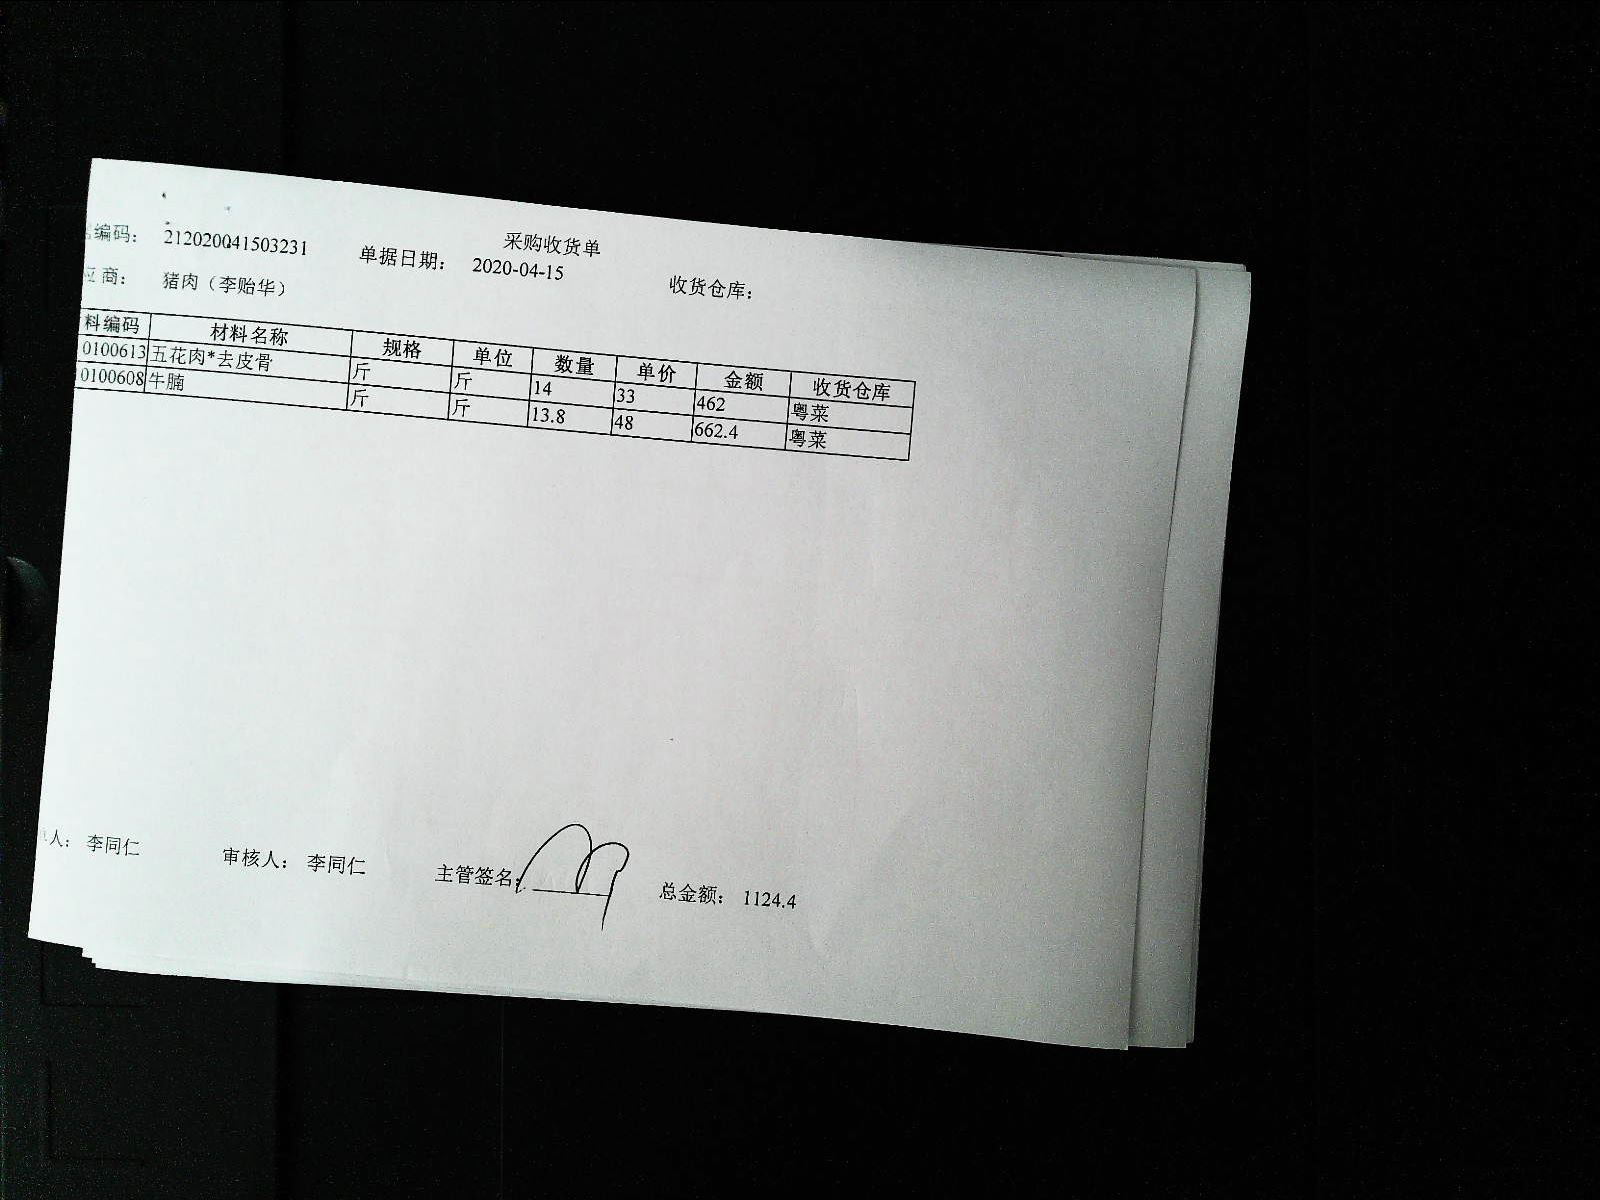 采购收货单
编码： 212020041503231 单据日期： 2020-04-15 收货仓库：
应商： 猪肉（李贻华）
料编码 材料名称 规格 单位 数量 单价 金额 收货仓库
0100613 五花肉*去皮骨 斤 斤 14 33 462 粤菜
0100608 牛腩 斤 斤 13.8 48 662.4 粤菜
人： 李同仁 审核人： 李同仁 主管签名： 总金额： 1124.4